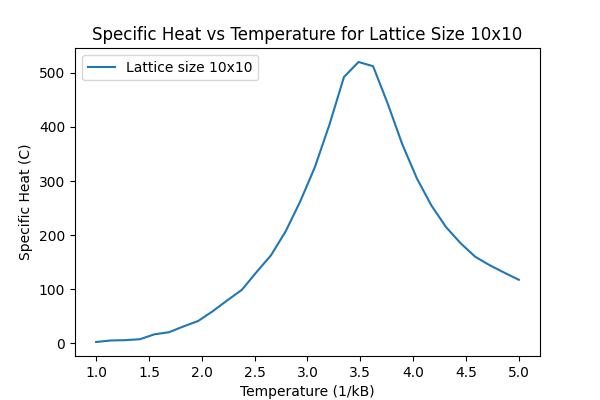 Specific Heat vs Temperature for Lattice Size 10x10
Lattice size 10x10
Specific Heat (C)
500
400
300
200
100
0
1.0 1.5 2.0 2.5 3.0 3.5 4.0 4.5 5.0
Temperature (1/kB)